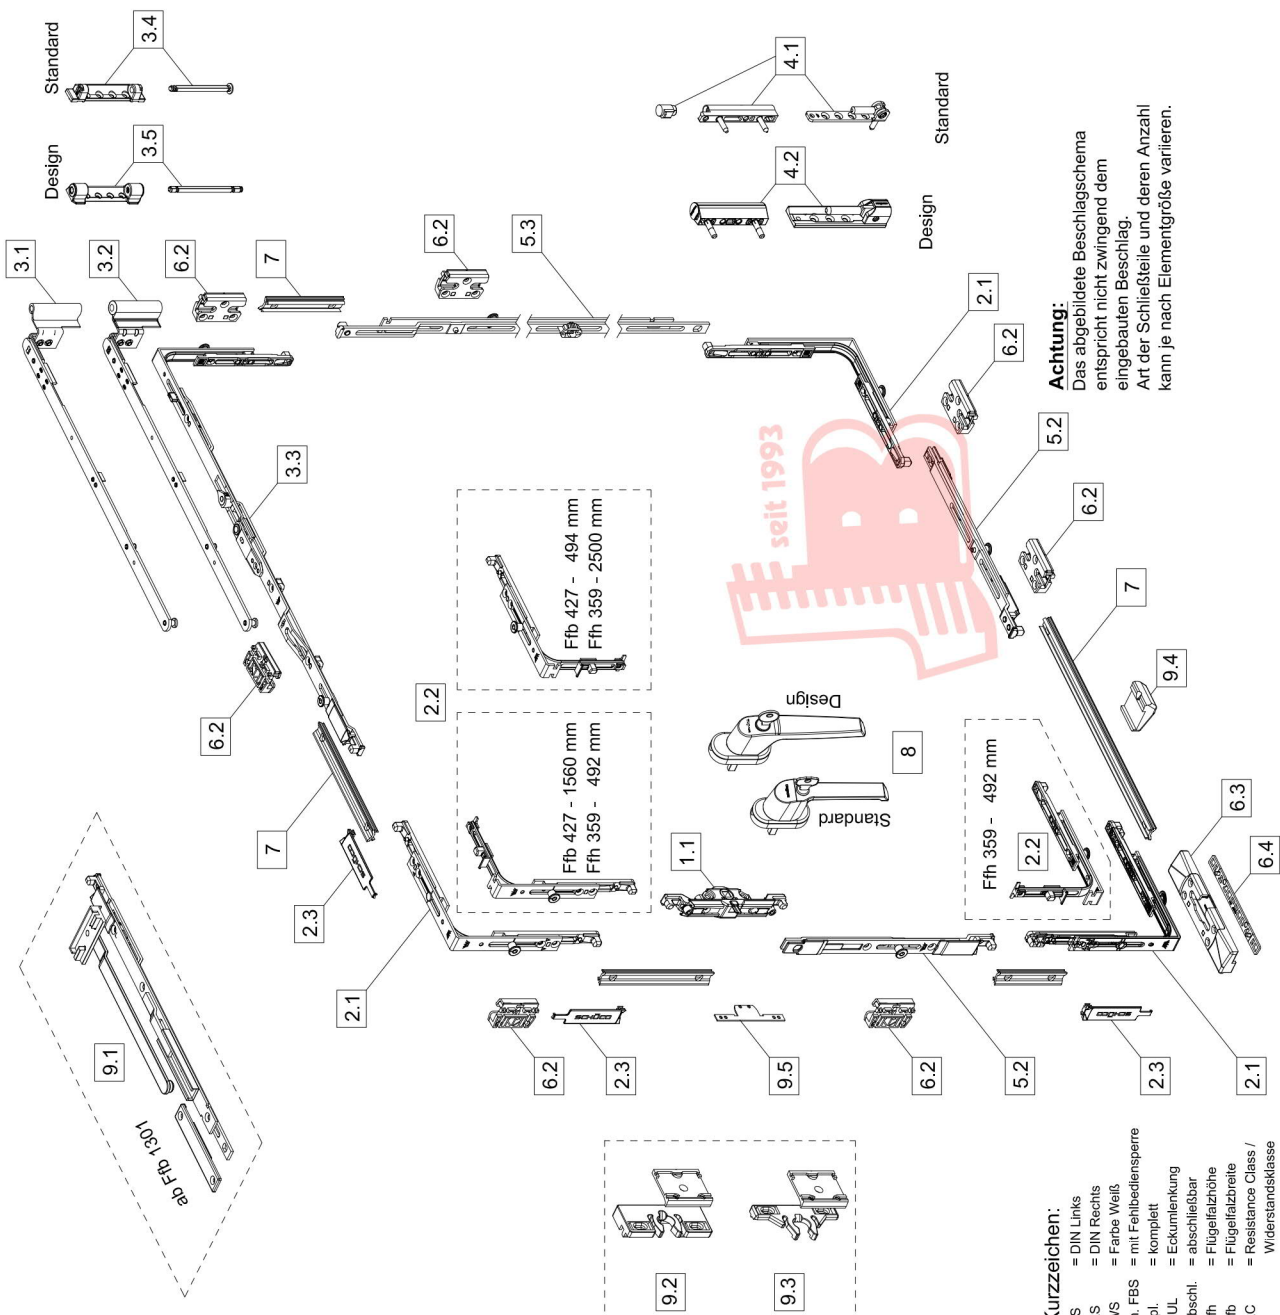 Standard
3.4
Design
3.5
3.1
3.2
6.2
7
6.2
5.3
4.1
4.2
Standard
Design
2.1
6.2
3.3
5.2
6.2
7
9.4
6.3
6.4
Achtung:
Das abgebildete Beschlagschema
entspricht nicht zwingend dem
eingebauten Beschlag.
Art der Schließteile und deren Anzahl
kann je nach Elementgröße variieren.
seit 1993
B
6.2
7
2.3
2.1
2.2
Ffb 427 - 494 mm
Ffh 359 - 2500 mm
Ffb 427 - 1560 mm
Ffh 359 - 492 mm
Design
Standard
8
1.1
Ffh 359 - 492 mm
2.2
9.1
ab Ffb 1301
6.2
2.3
9.5
6.2
5.2
2.3
2.1
9.2
9.3
Kurzzeichen:
= DIN Links
= DIN Rechts
= Farbe Weiß
FBS = mit Fehlbediensperre
= komplett
= Eckumlenkung
= abschließbar
= Flügelfalzhöhe
= Flügelfalzbreite
= Resistance Class /
Widerstandsklasse